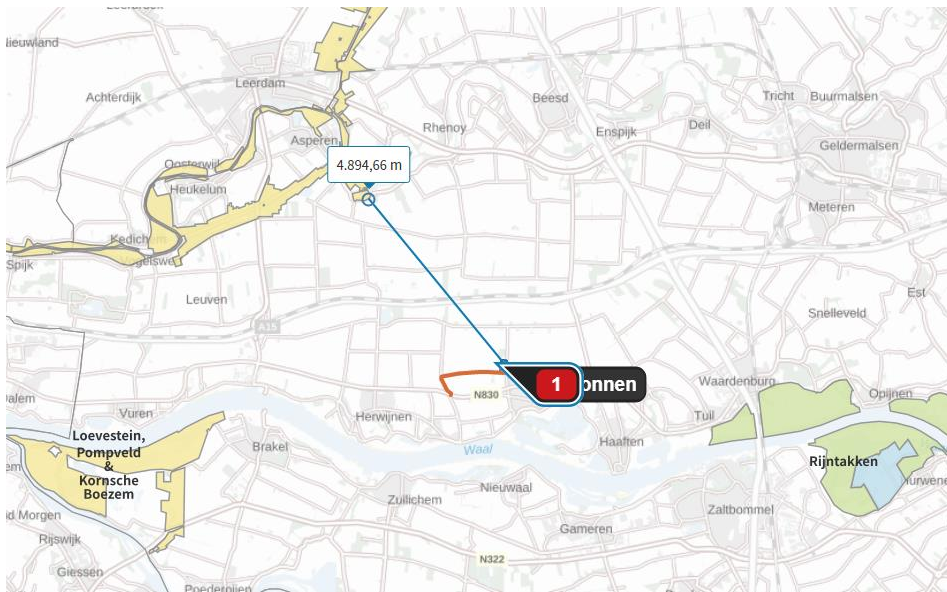 Leerdam
Achterdijk
Beesd
Tricht
Buurmalsen
Rhenoy
Enspijk
Deil
Asperen
Geldermalsen
4.894,66 m
Oosterwijk
Heukelum
Meteren
Spijk
Leuven
Est
Snelleveld
A15
1
onnen
N830
Waardenburg
Opijnen
Vuren
Herwijnen
Tuil
Loevestein,
Pompveld
&
Kornsche
Boezem
Brakel
Waal
Haaften
Rijntakken
Nieuwaal
Zuilichem
Zaltbommel
Gameren
Rijswijk
N322
Giessen